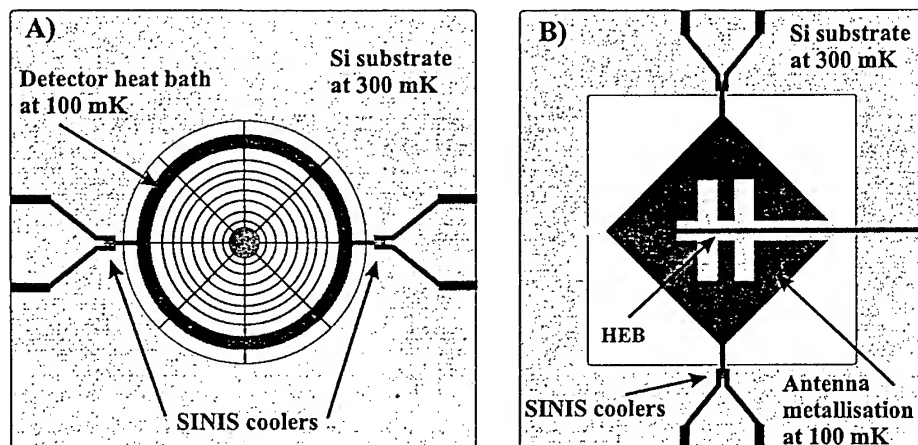 A)
Detector heat bath
at 100 mK
Si substrate
at 300 mK
SINIS coolers
B)
Si substrate
at 300 mK
HEB
SINIS coolers
Antenna
metallisation
at 100 mK